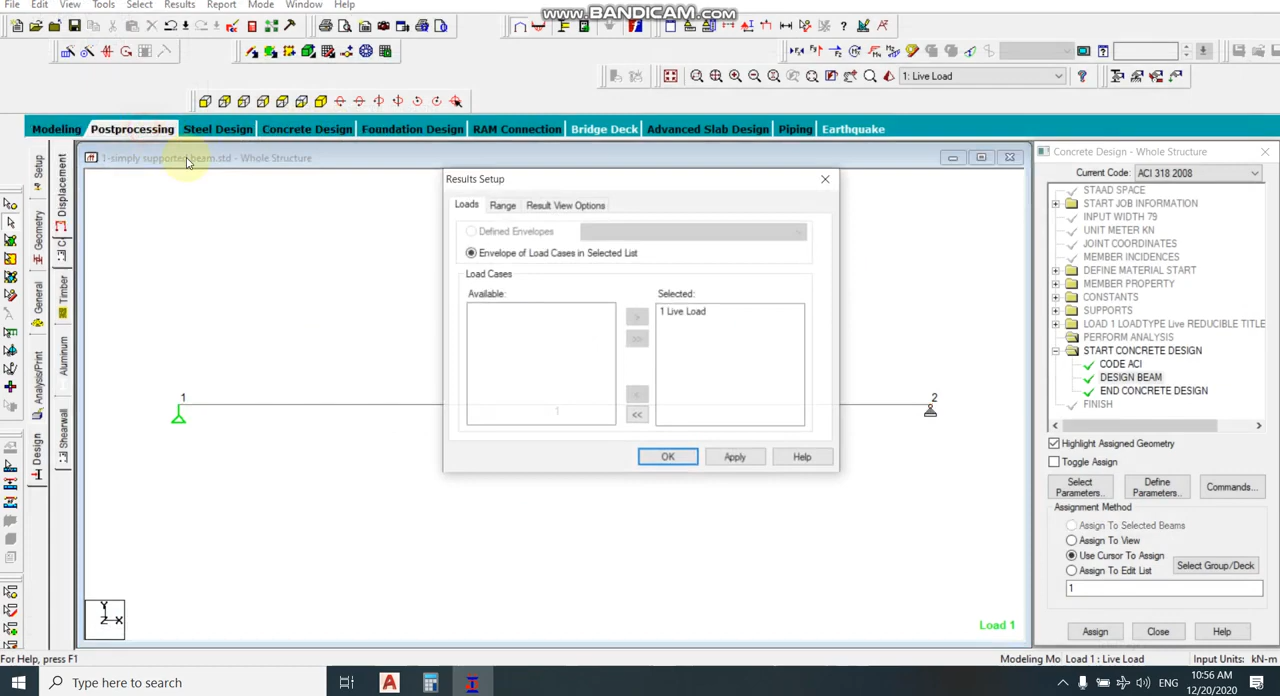 File Edit View Tools Select Results Report Mode Window Help
www.BANDICAM.com
1: Live Load
Modeling Postprocessing Steel Design Concrete Design Foundation Design RAM Connection Bridge Deck Advanced Slab Design Piping Earthquake
Setup
Geometry
General
Analysis/Print
Design
Displacement
Timber
Aluminum
Shearwall
1-simply supported beam.std - Whole Structure
1
2
1
Load 1
Results Setup
Loads Range Result View Options
Defined Envelopes
Envelope of Load Cases in Selected List
Load Cases
Available: Selected:
1 Live Load
>
>>
<
<<
OK Apply Help
Concrete Design - Whole Structure
Current Code: ACI 318 2008
STAAD SPACE
START JOB INFORMATION
INPUT WIDTH 79
UNIT METER KN
JOINT COORDINATES
MEMBER INCIDENCES
DEFINE MATERIAL START
MEMBER PROPERTY
CONSTANTS
SUPPORTS
LOAD 1 LOADTYPE Live REDUCIBLE TITLE
PERFORM ANALYSIS
START CONCRETE DESIGN
CODE ACI
DESIGN BEAM
END CONCRETE DESIGN
FINISH
Highlight Assigned Geometry
Toggle Assign
Select Parameters..
Define Parameters..
Commands...
Assignment Method
Assign To Selected Beams
Assign To View
Use Cursor To Assign
Assign To Edit List
Select Group/Deck
1
Assign Close Help
Y
Z X
For Help, press F1
Modeling Mo Load 1 : Live Load Input Units: kN-m
Type here to search
ENG
10:56 AM
12/20/2020